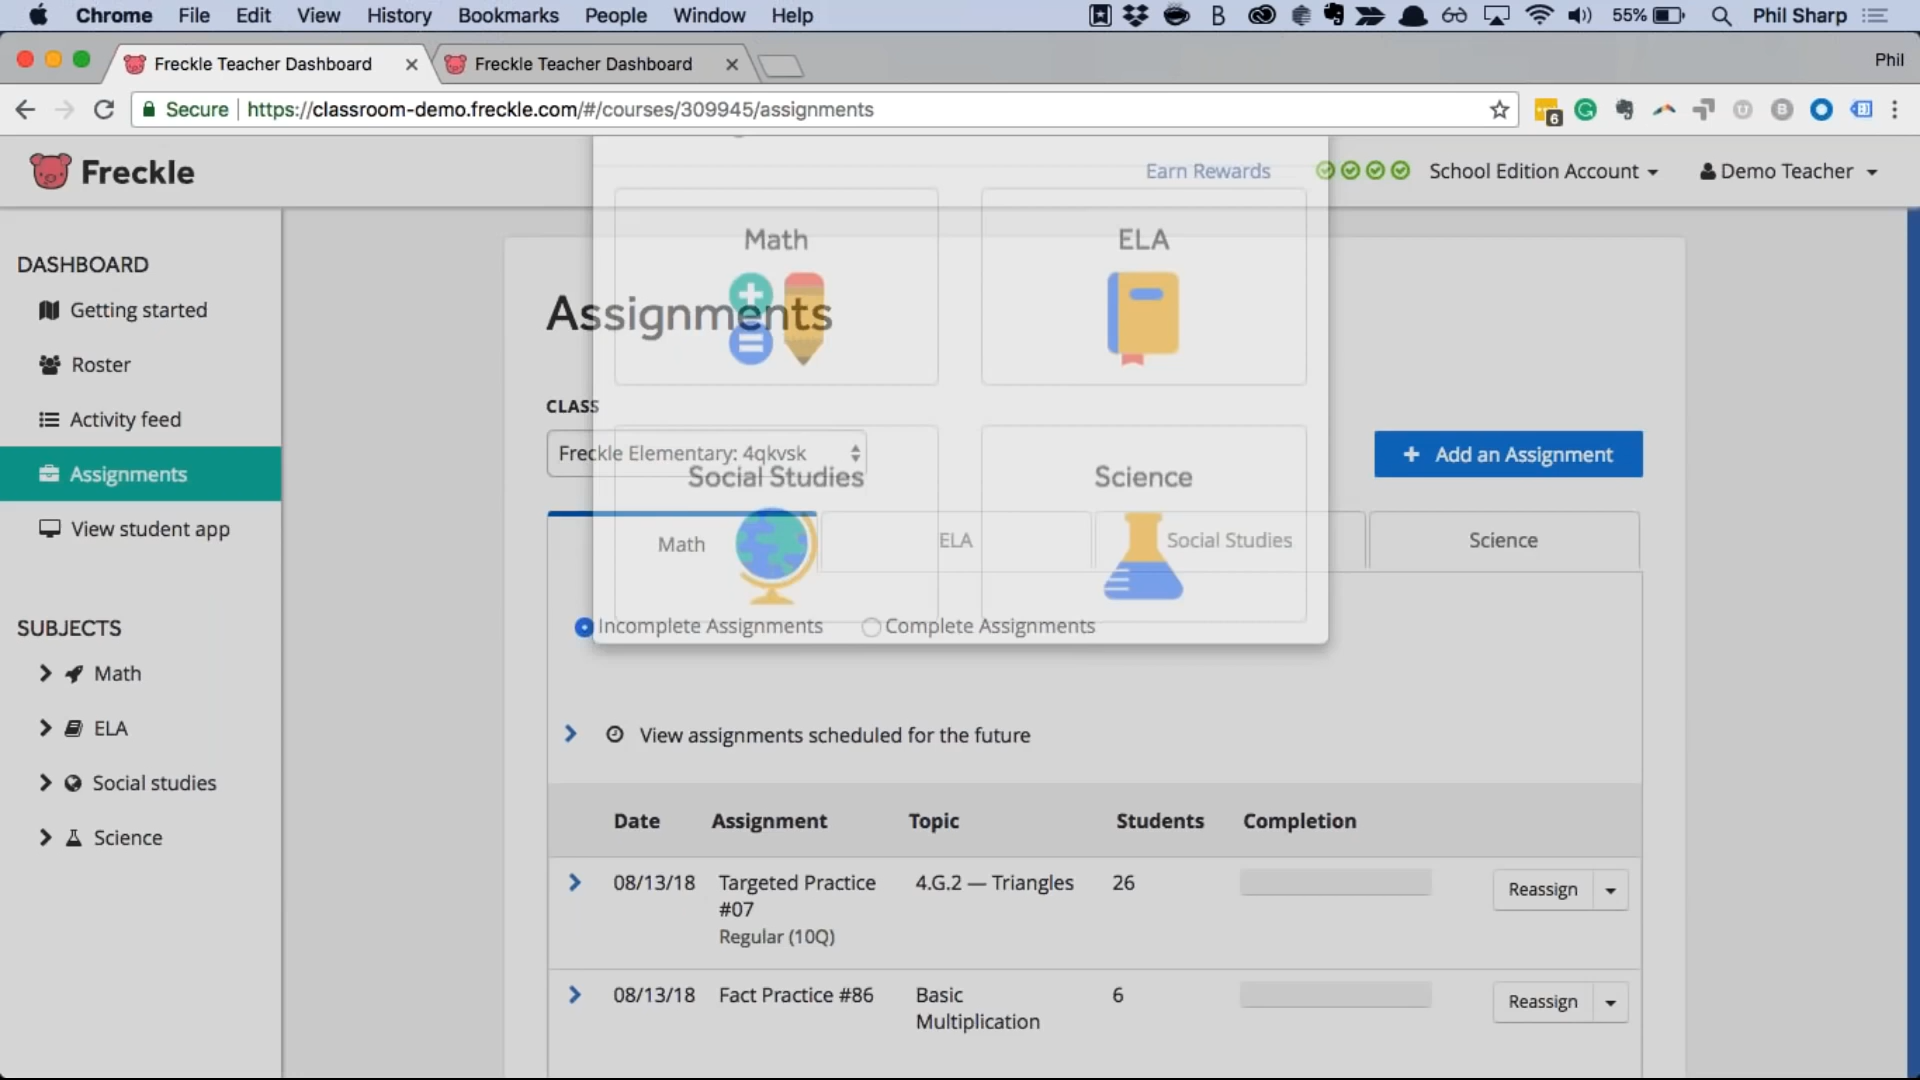 Chrome File Edit View History Bookmarks People Window Help 55% Phil Sharp
Freckle Teacher Dashboard Freckle Teacher Dashboard Phil
Secure https://classroom-demo.freckle.com/#/courses/309945/assignments 6
Freckle Earn Rewards School Edition Account Demo Teacher
DASHBOARD
Getting started
Roster
Activity feed
Assignments
View student app
SUBJECTS
Math
ELA
Social studies
Science
Math ELA
Social Studies Science
Assignments
CLASS
Freckle Elementary: 4qkvsk + Add an Assignment
Math ELA Social Studies Science
Incomplete Assignments Complete Assignments
View assignments scheduled for the future
Date Assignment Topic Students Completion
08/13/18 Targeted Practice 4.G.2 — Triangles 26 Reassign
#07
Regular (10Q)
08/13/18 Fact Practice #86 Basic 6 Reassign
Multiplication